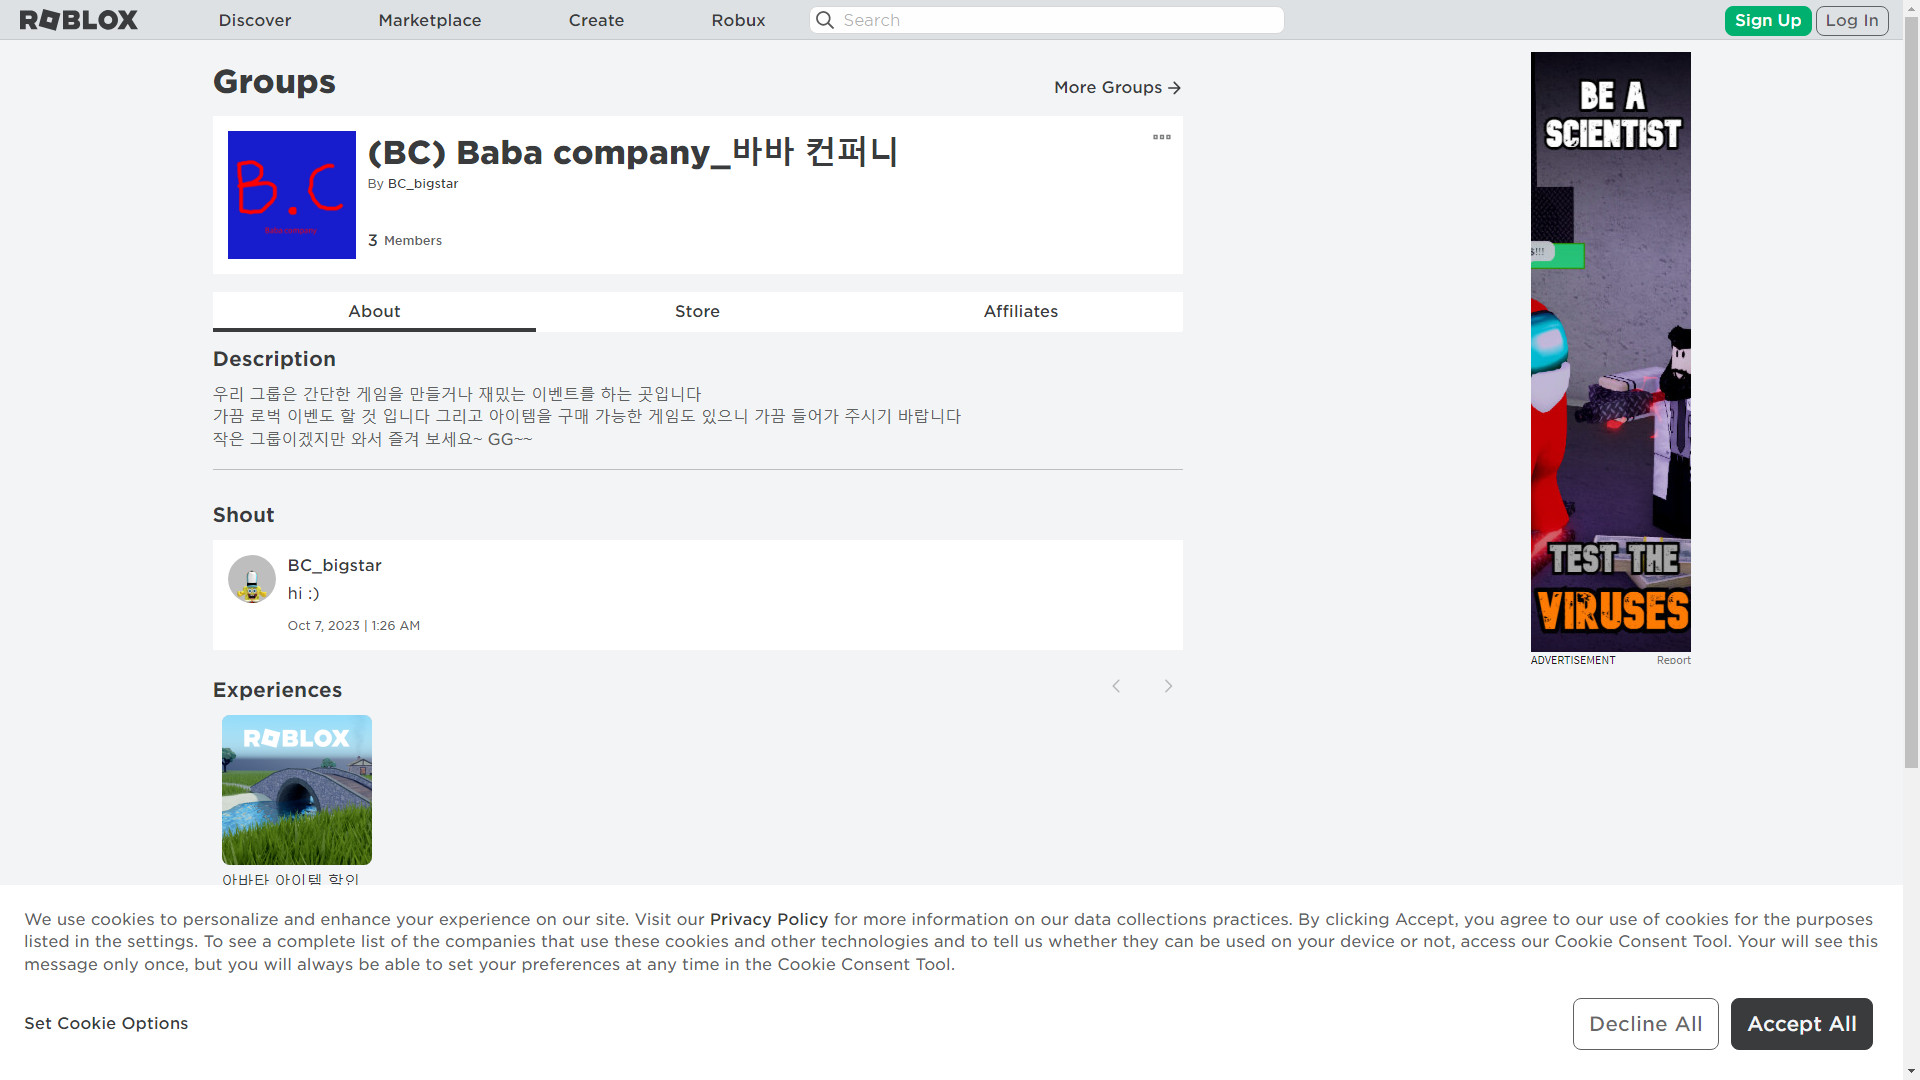 ROBLOX
Discover
Marketplace
Create
Robux
Search
Sign Up
Log In
Groups
More Groups
B.C
Baba company
(BC) Baba company_바바 컨퍼니
By BC_bigstar
3 Members
About
Store
Affiliates
Description
우리 그룹은 간단한 게임을 만들거나 재밌는 이벤트를 하는 곳입니다
가끔 로벅 이벤도 할 것 입니다 그리고 아이템을 구매 가능한 게임도 있으니 가끔 들어가 주시기 바랍니다
작은 그룹이겠지만 와서 즐겨 보세요~ GG~~
Shout
BC_bigstar
hi :)
Oct 7, 2023 | 1:26 AM
Experiences
ROBLOX
아바타 아이템 할인
BE A
SCIENTIST
TEST THE
VIRUSES
ADVERTISEMENT
Report
We use cookies to personalize and enhance your experience on our site. Visit our Privacy Policy for more information on our data collections practices. By clicking Accept, you agree to our use of cookies for the purposes
listed in the settings. To see a complete list of the companies that use these cookies and other technologies and to tell us whether they can be used on your device or not, access our Cookie Consent Tool. Your will see this
message only once, but you will always be able to set your preferences at any time in the Cookie Consent Tool.
Set Cookie Options
Decline All
Accept All